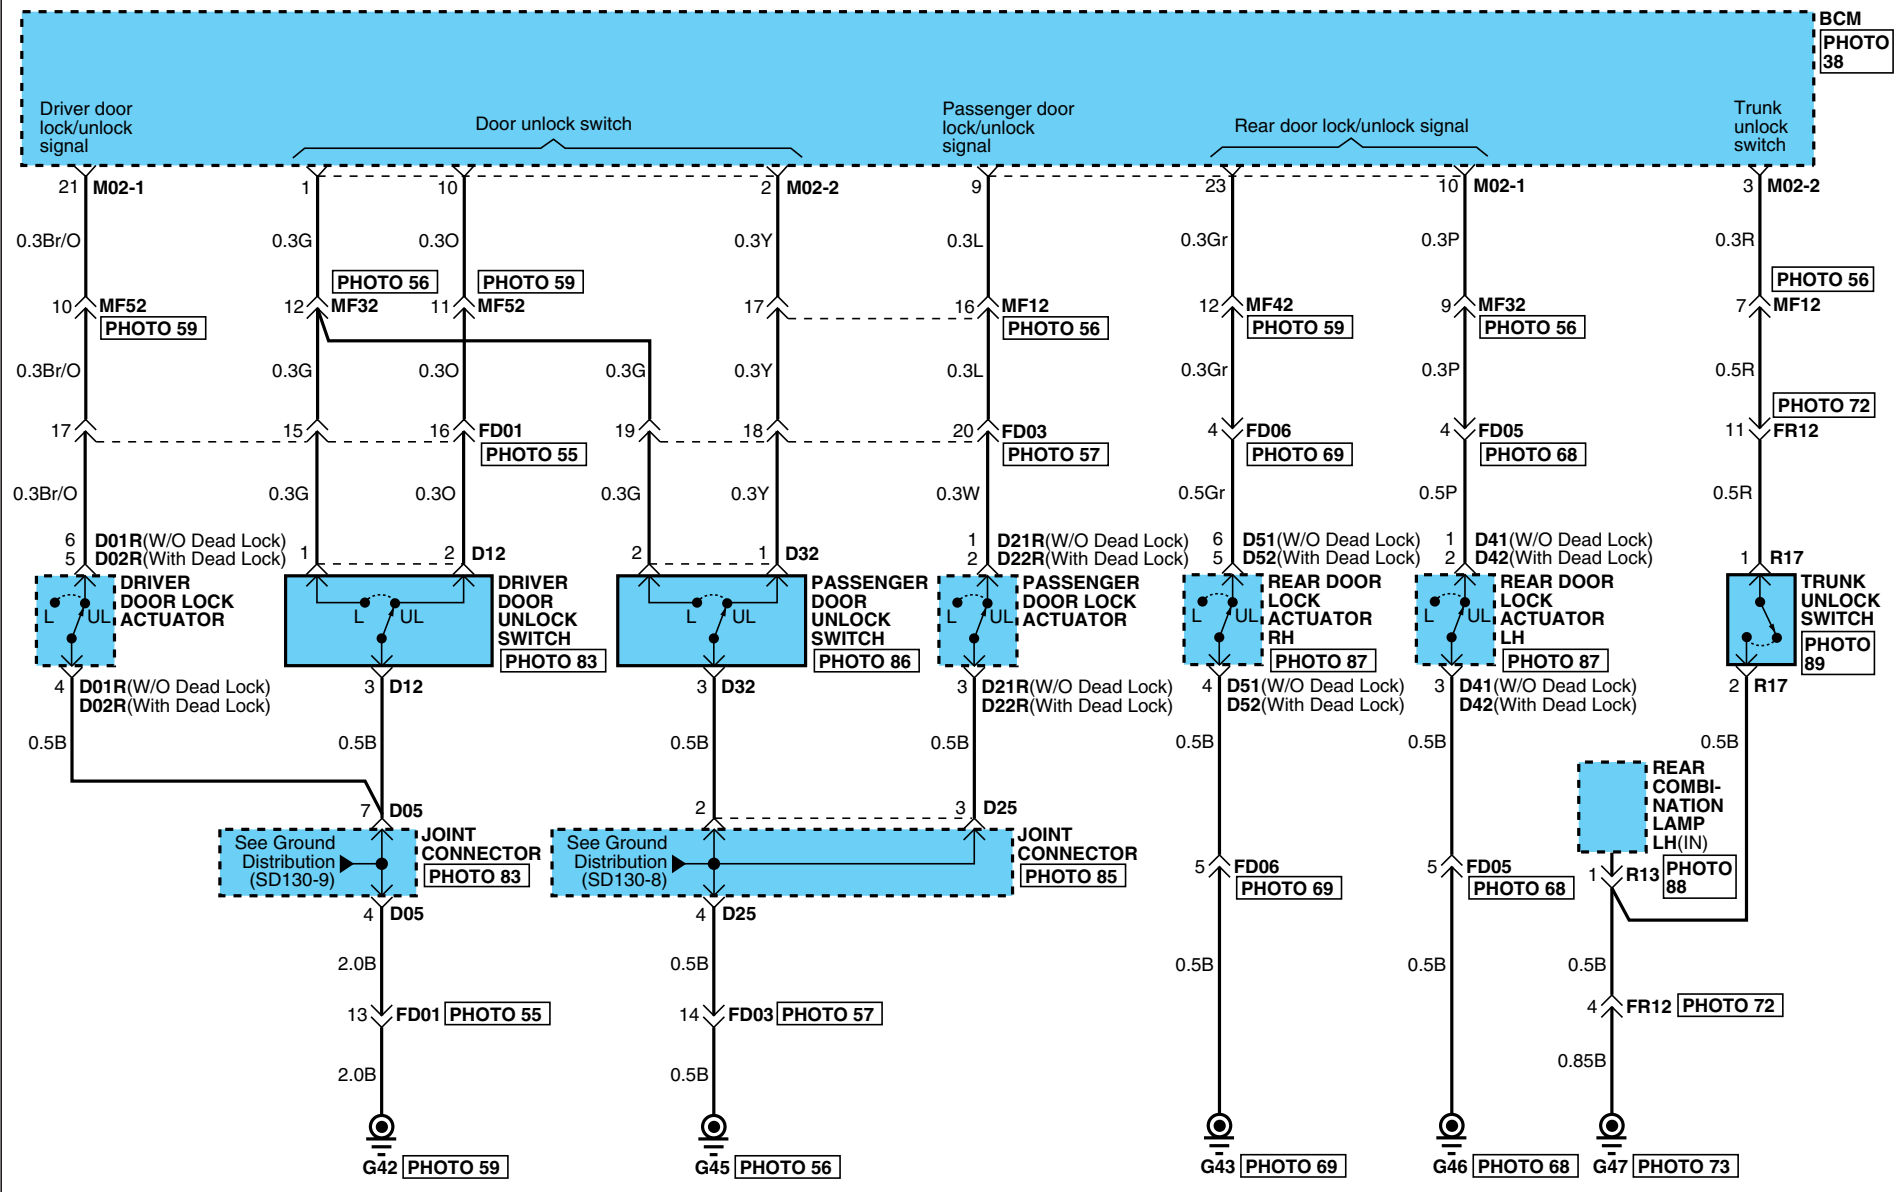 BCM
PHOTO
38
Driver door
lock/unlock
signal
Door unlock switch
Passenger door
lock/unlock
signal
Rear door lock/unlock signal
Trunk
unlock
switch
21 M02-1
1
10
2 M02-2
9
23
10 M02-1
3 M02-2
0.3Br/O
0.3G
0.3O
0.3Y
0.3L
0.3Gr
0.3P
0.3R
PHOTO 56
PHOTO 59
PHOTO 56
10 MF52
PHOTO 59
12 MF32
11 MF52
17
16 MF12
PHOTO 56
12 MF42
PHOTO 59
9 MF32
PHOTO 56
7 MF12
0.3Br/O
0.3G
0.3O
0.3G
0.3Y
0.3L
0.3Gr
0.3P
0.5R
PHOTO 72
17
15
16 FD01
PHOTO 55
19
18
20 FD03
PHOTO 57
4 FD06
PHOTO 69
4 FD05
PHOTO 68
11 FR12
0.3Br/O
0.3G
0.3O
0.3G
0.3Y
0.3W
0.5Gr
0.5P
0.5R
6 D01R(W/O Dead Lock)
5 D02R(With Dead Lock)
1
2 D12
2
1 D32
1 D21R(W/O Dead Lock)
2 D22R(With Dead Lock)
6 D51(W/O Dead Lock)
5 D52(With Dead Lock)
1 D41(W/O Dead Lock)
2 D42(With Dead Lock)
1 R17
L UL
DRIVER
DOOR LOCK
ACTUATOR
L UL
DRIVER
DOOR
UNLOCK
SWITCH
PHOTO 83
L UL
PASSENGER
DOOR
UNLOCK
SWITCH
PHOTO 86
L UL
PASSENGER
DOOR LOCK
ACTUATOR
L UL
REAR DOOR
LOCK
ACTUATOR
RH
PHOTO 87
L UL
REAR DOOR
LOCK
ACTUATOR
LH
PHOTO 87
TRUNK
UNLOCK
SWITCH
PHOTO
89
4 D01R(W/O Dead Lock)
D02R(With Dead Lock)
3 D12
3 D32
3 D21R(W/O Dead Lock)
D22R(With Dead Lock)
4 D51(W/O Dead Lock)
D52(With Dead Lock)
3 D41(W/O Dead Lock)
D42(With Dead Lock)
2 R17
0.5B
0.5B
0.5B
0.5B
0.5B
0.5B
0.5B
7 D05
2
3 D25
REAR
COMBI-
NATION
LAMP
LH(IN)
See Ground
Distribution
(SD130-9)
JOINT
CONNECTOR
PHOTO 83
See Ground
Distribution
(SD130-8)
JOINT
CONNECTOR
PHOTO 85
5 FD06
PHOTO 69
5 FD05
PHOTO 68
1 R13
PHOTO
88
4 D05
4 D25
2.0B
0.5B
0.5B
0.5B
0.5B
13 FD01 PHOTO 55
14 FD03 PHOTO 57
4 FR12 PHOTO 72
2.0B
0.5B
0.85B
G42 PHOTO 59
G45 PHOTO 56
G43 PHOTO 69
G46 PHOTO 68
G47 PHOTO 73